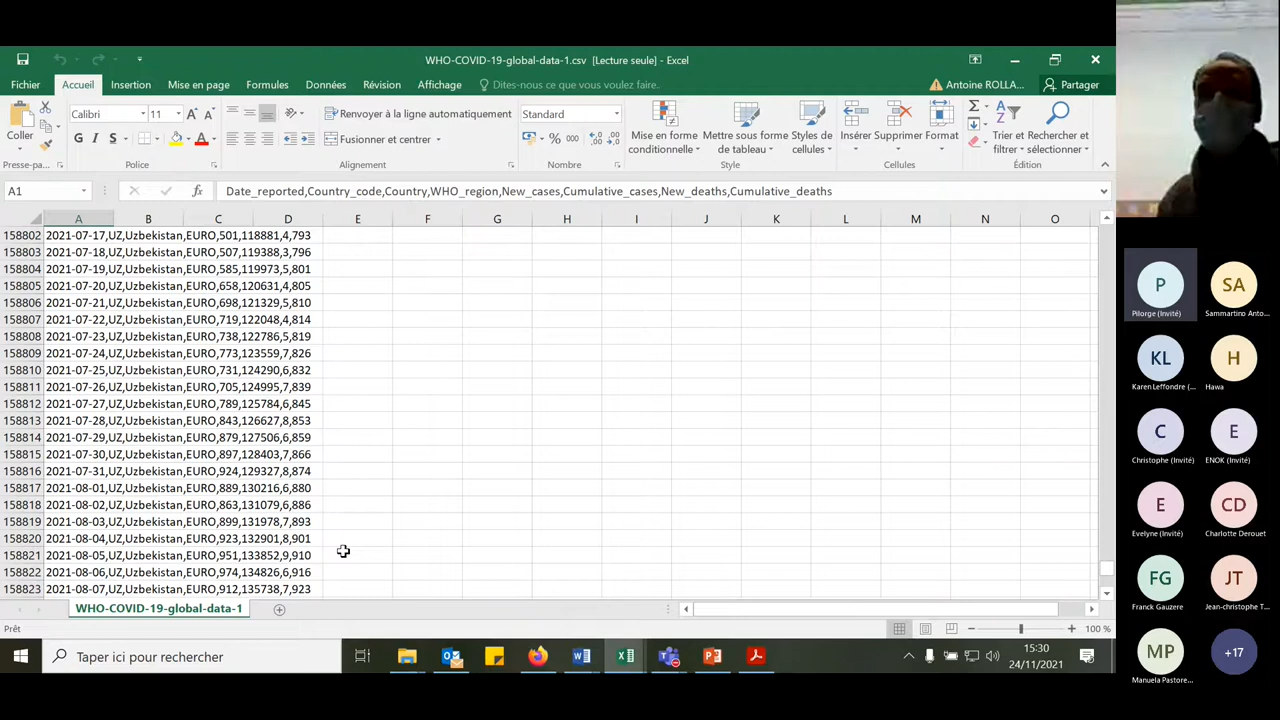 WHO-COVID-19-global-data-1.csv [Lecture seule] - Excel
Fichier Accueil Insertion Mise en page Formules Données Révision Affichage Dites-nous ce que vous voulez faire. Antoine ROLLA... Partager
Coller
Calibri 11
G I S
Renvoyer à la ligne automatiquement
Fusionner et centrer
Standard
% 000
Mise en forme conditionnelle
Mettre sous forme de tableau
Styles de cellules
Insérer Supprimer Format
Trier et filtrer
Rechercher et sélectionner
Presse-pa... Police Alignement Nombre Style Cellules Édition
A1 fx Date_reported,Country_code,Country,WHO_region,New_cases,Cumulative_cases,New_deaths,Cumulative_deaths
A B C D E F G H I J K L M N O
158802 2021-07-17,UZ,Uzbekistan,EURO,501,118881,4,793
158803 2021-07-18,UZ,Uzbekistan,EURO,507,119388,3,796
158804 2021-07-19,UZ,Uzbekistan,EURO,585,119973,5,801
158805 2021-07-20,UZ,Uzbekistan,EURO,658,120631,4,805
158806 2021-07-21,UZ,Uzbekistan,EURO,698,121329,5,810
158807 2021-07-22,UZ,Uzbekistan,EURO,719,122048,4,814
158808 2021-07-23,UZ,Uzbekistan,EURO,738,122786,5,819
158809 2021-07-24,UZ,Uzbekistan,EURO,773,123559,7,826
158810 2021-07-25,UZ,Uzbekistan,EURO,731,124290,6,832
158811 2021-07-26,UZ,Uzbekistan,EURO,705,124995,7,839
158812 2021-07-27,UZ,Uzbekistan,EURO,789,125784,6,845
158813 2021-07-28,UZ,Uzbekistan,EURO,843,126627,8,853
158814 2021-07-29,UZ,Uzbekistan,EURO,879,127506,6,859
158815 2021-07-30,UZ,Uzbekistan,EURO,897,128403,7,866
158816 2021-07-31,UZ,Uzbekistan,EURO,924,129327,8,874
158817 2021-08-01,UZ,Uzbekistan,EURO,889,130216,6,880
158818 2021-08-02,UZ,Uzbekistan,EURO,863,131079,6,886
158819 2021-08-03,UZ,Uzbekistan,EURO,899,131978,7,893
158820 2021-08-04,UZ,Uzbekistan,EURO,923,132901,8,901
158821 2021-08-05,UZ,Uzbekistan,EURO,951,133852,9,910
158822 2021-08-06,UZ,Uzbekistan,EURO,974,134826,6,916
158823 2021-08-07,UZ,Uzbekistan,EURO,912,135738,7,923
WHO-COVID-19-global-data-1
Prêt 100 %
Taper ici pour rechercher
15:30
24/11/2021
P SA
Pilorge (Invité) Sammartino Anto...
KL H
Karen Leffondre (... Hawa
C E
Christophe (Invité) ENOK (Invité)
E CD
Evelyne (Invité) Charlotte Derouet
FG JT
Franck Gauzere Jean-christophe T...
MP +17
Manuela Pastore...